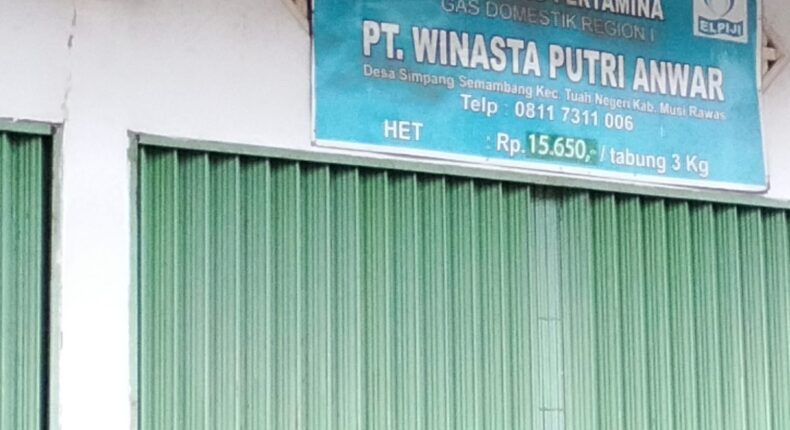 PERTAMINA
GAS DOMESTIK REGION I
ELPIJI
PT. WINASTA PUTRI ANWAR
Desa Simpang Semambang Kec. Tuah Negeri Kab. Musi Rawas
Telp : 0811 7311 006
HET : Rp. 15.650,- / tabung 3 Kg